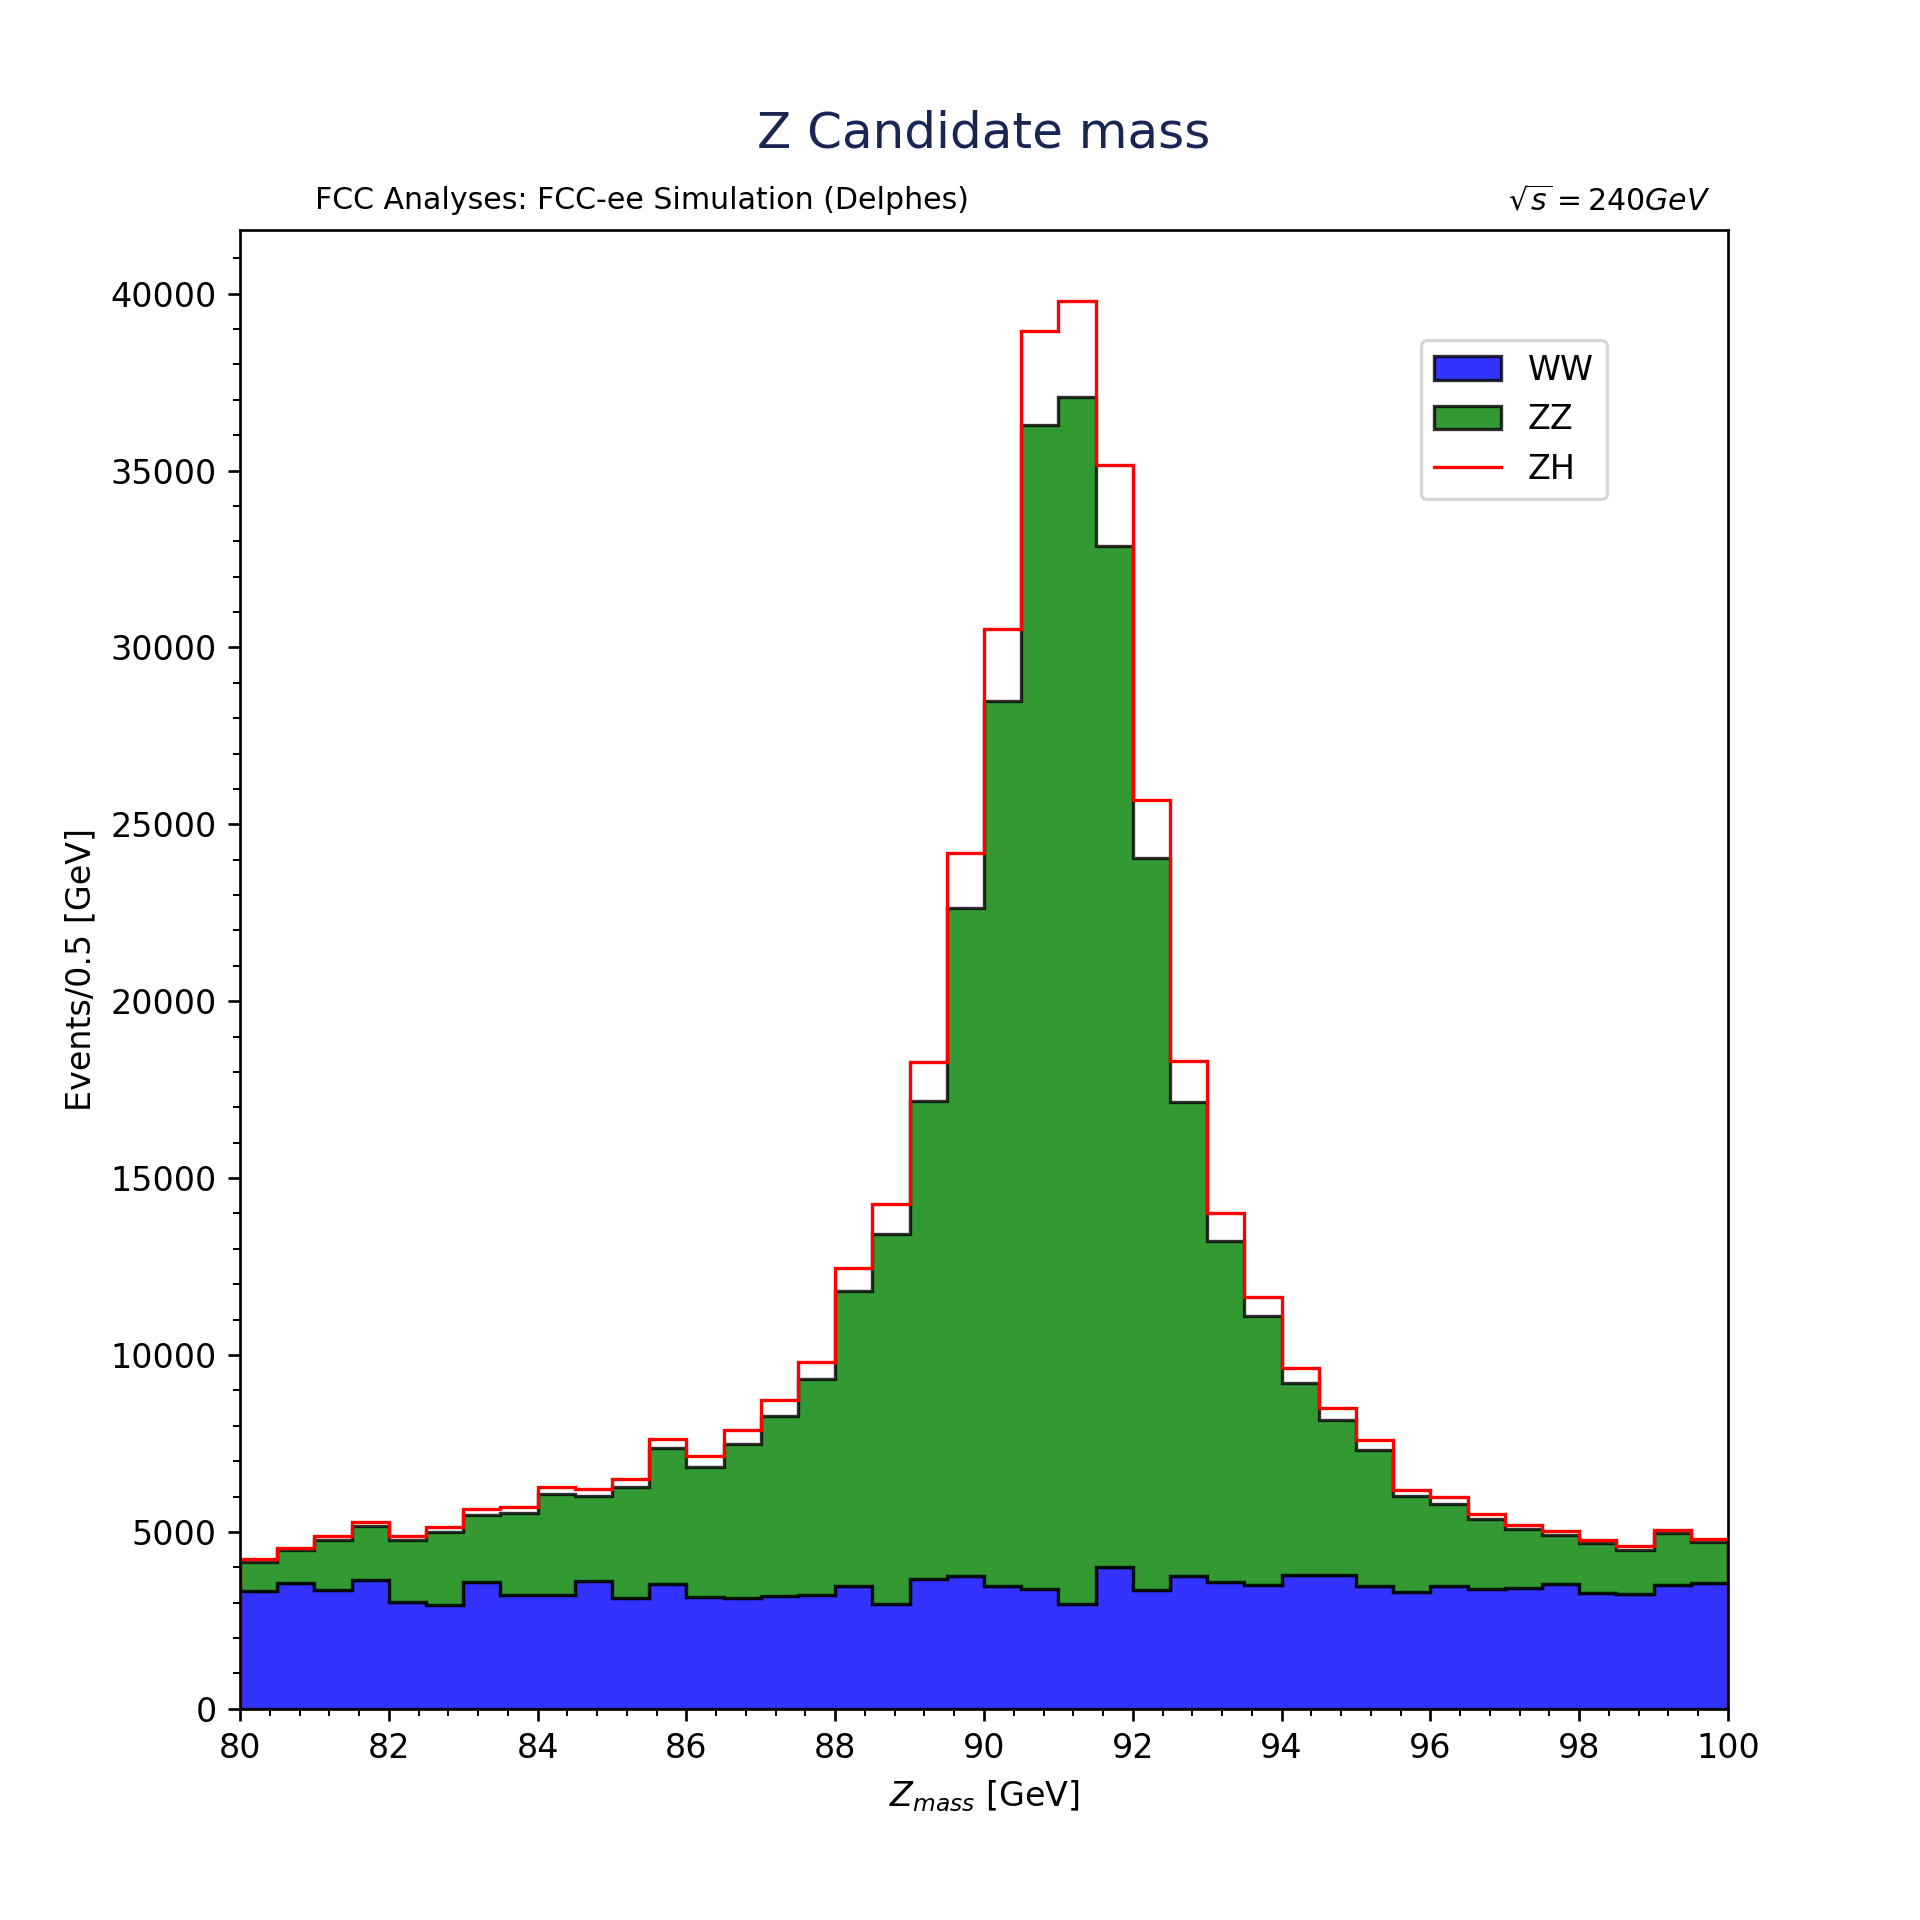 Z Candidate mass
FCC Analyses: FCC-ee Simulation (Delphes)
√s = 240GeV
WW
ZZ
ZH
40000
35000
30000
25000
20000
15000
10000
5000
0
Events/0.5 [GeV]
80 82 84 86 88 90 92 94 96 98 100
Z_mass [GeV]